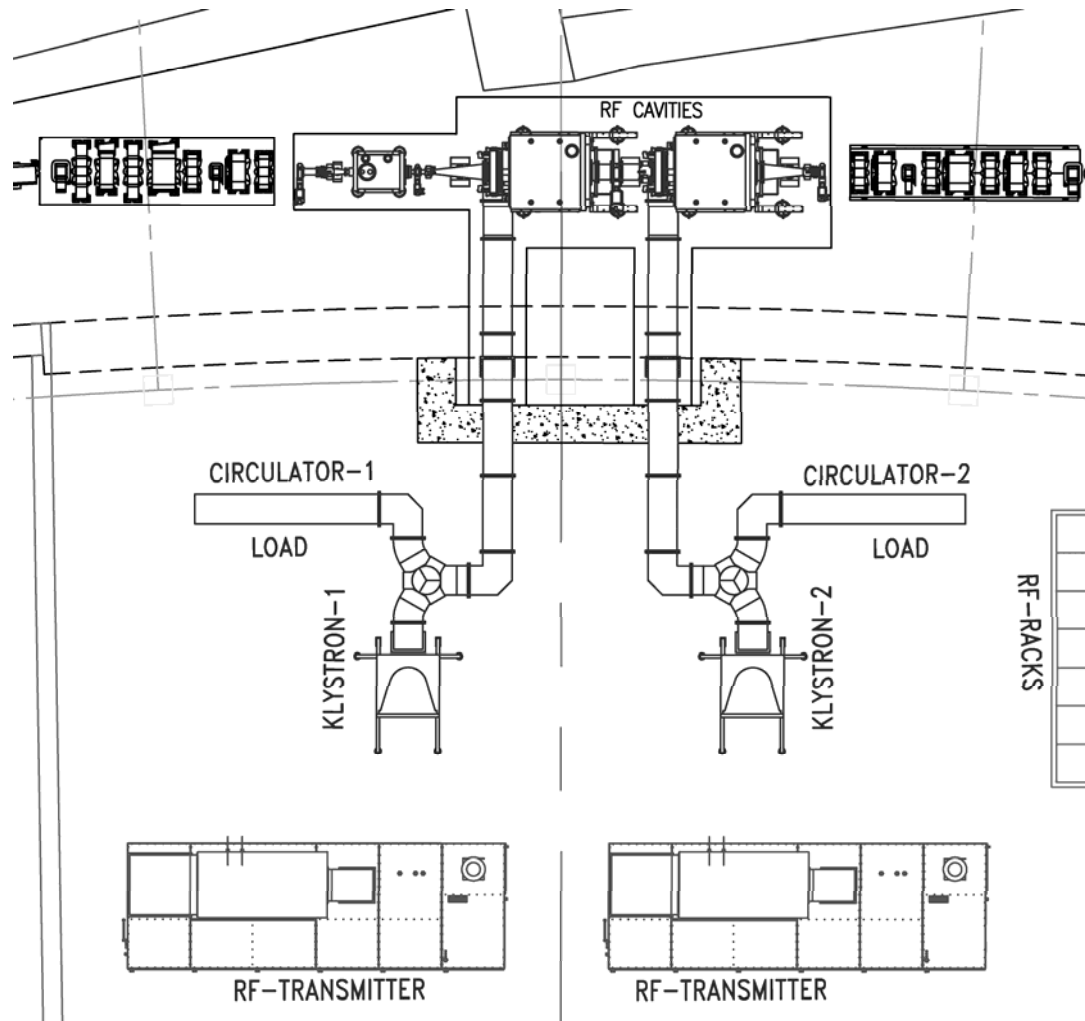 RF CAVITIES
CIRCULATOR-1
CIRCULATOR-2
LOAD
LOAD
KLYSTRON-1
KLYSTRON-2
RF-RACKS
RF-TRANSMITTER
RF-TRANSMITTER